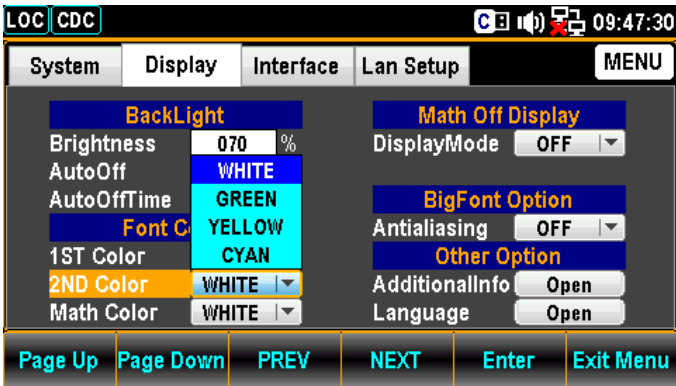 LOC CDC C 09:47:30
System Display Interface Lan Setup MENU
BackLight
Brightness 070 %
AutoOff WHITE
AutoOffTime GREEN
Font C YELLOW
1ST Color CYAN
2ND Color WHITE
Math Color WHITE
Math Off Display
DisplayMode OFF
BigFont Option
Antialiasing OFF
Other Option
AdditionalInfo Open
Language Open
Page Up Page Down PREV NEXT Enter Exit Menu